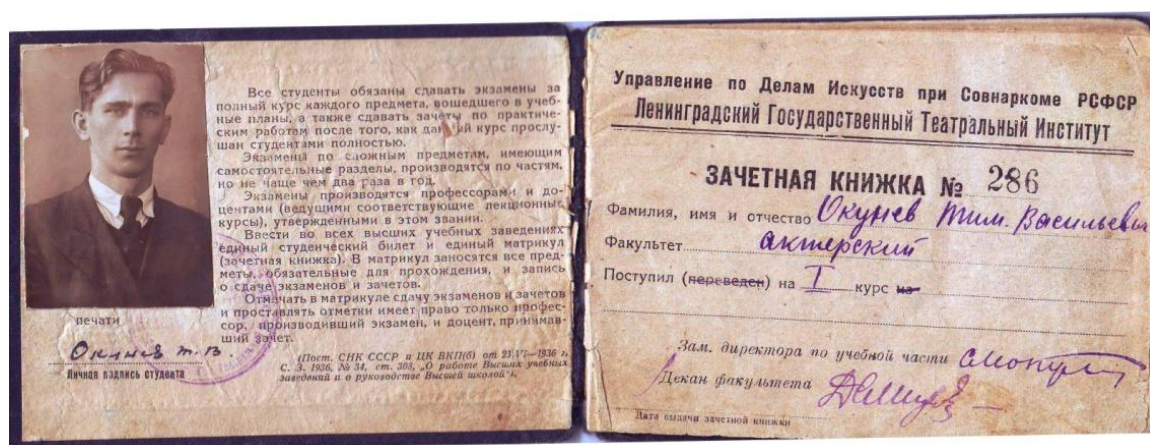 Все студенты обязаны сдавать экзамены за
полный курс каждого предмета, вошедшего в учеб-
ные планы, а также сдавать зачеты по практиче-
ским работам после того, как данный курс прослу-
шан студентами полностью.
Экзамены по сложным предметам, имеющим
самостоятельные разделы, производятся по частям,
но не чаще чем два раза в год.
Экзамены производятся профессорами и до-
центами (ведущими соответствующие лекционные
курсы), утвержденными в этом звании.
Ввести во всех высших учебных заведениях
единый студенческий билет и единый матрикул
(зачетная книжка). В матрикул заносятся все пред-
меты, обязательные для прохождения, и запись
о сдаче экзаменов и зачетов.
Отмечать в матрикуле сдачу экзаменов и зачетов
и проставлять отметки имеет право только профес-
сор, производивший экзамен, и доцент, принимав-
ший зачет.
печати
Окунев Т. В.
Личная подпись студента
(Пост. СНК СССР и ЦК ВКП(б) от 23/VI—1936 г.
С. З. 1936, № 34, ст. 308, „О работе Высших учебных
заведений и о руководстве Высшей школой“).
Управление по Делам Искусств при Совнаркоме РСФСР
Ленинградский Государственный Театральный Институт
ЗАЧЕТНАЯ КНИЖКА № 286
Фамилия, имя и отчество Окунев Тим. Васильевич
Факультет актерский
Поступил (переведен) на I курс на
Зам. директора по учебной части
Декан факультета
Дата выдачи зачетной книжки